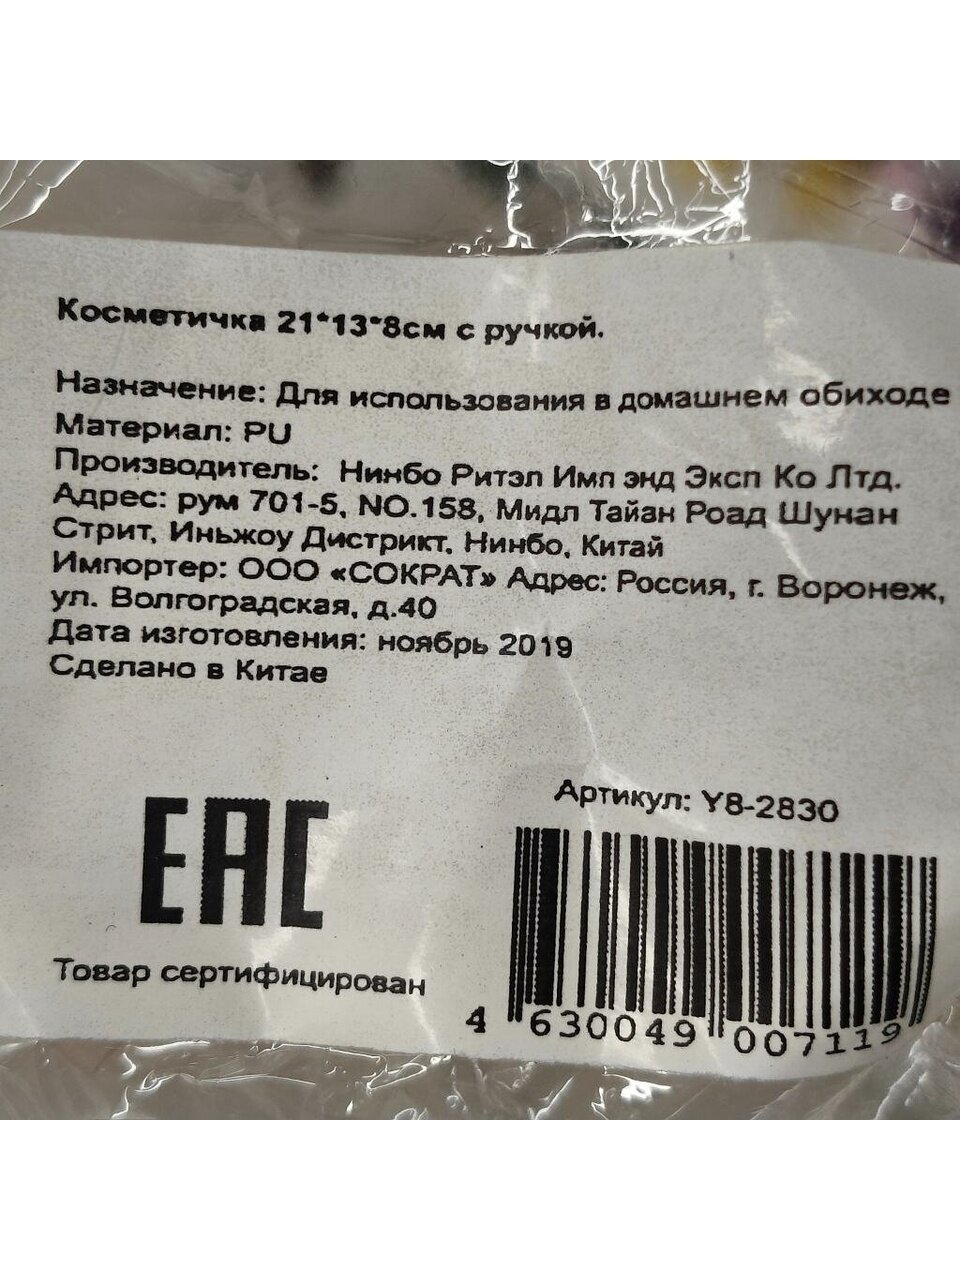 Косметичка 21*13*8см с ручкой.
Назначение: Для использования в домашнем обиходе
Материал: PU
Производитель: Нинбо Ритэл Имп энд Эксп Ко Лтд.
Адрес: рум 701-5, NO.158, Мидл Тайан Роад Шунан
Стрит, Иньжоу Дистрикт, Нинбо, Китай
Импортер: ООО «СОКРАТ» Адрес: Россия, г. Воронеж,
ул. Волгоградская, д.40
Дата изготовления: ноябрь 2019
Сделано в Китае
Артикул: Y8-2830
EAC
Товар сертифицирован
4 630049 007119